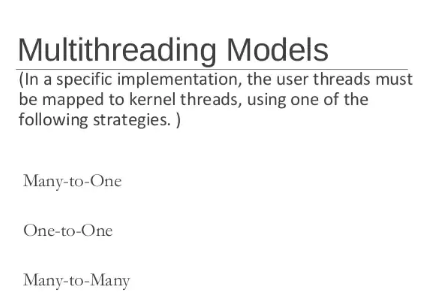 Multithreading Models
(In a specific implementation, the user threads must
be mapped to kernel threads, using one of the
following strategies. )
Many-to-One
One-to-One
Many-to-Many